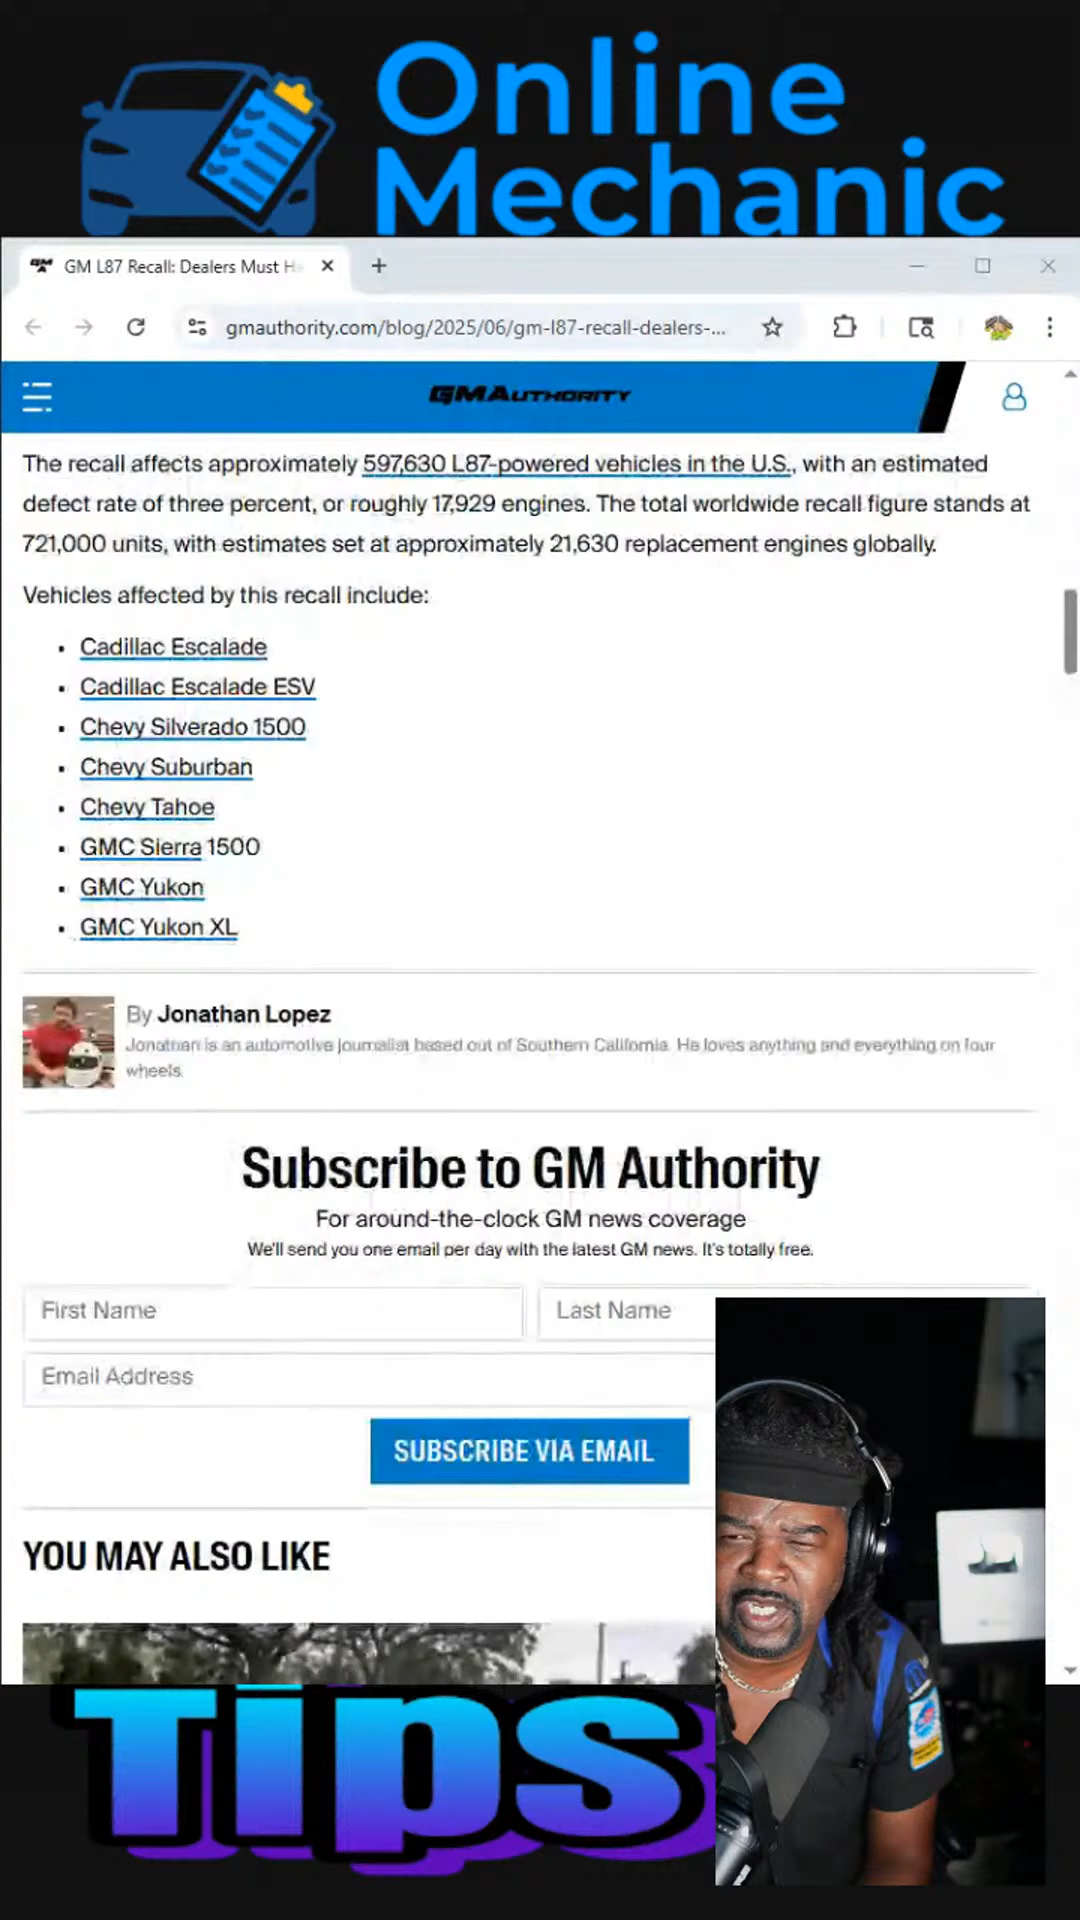 Online
Mechanic
GM L87 Recall: Dealers Must H
gmauthority.com/blog/2025/06/gm-l87-recall-dealers-...
GMAUTHORITY
The recall affects approximately 597,630 L87-powered vehicles in the U.S., with an estimated
defect rate of three percent, or roughly 17,929 engines. The total worldwide recall figure stands at
721,000 units, with estimates set at approximately 21,630 replacement engines globally.
Vehicles affected by this recall include:
• Cadillac Escalade
• Cadillac Escalade ESV
• Chevy Silverado 1500
• Chevy Suburban
• Chevy Tahoe
• GMC Sierra 1500
• GMC Yukon
• GMC Yukon XL
By Jonathan Lopez
Jonathan is an automotive journalist based out of Southern California. He loves anything and everything on four
wheels.
Subscribe to GM Authority
For around-the-clock GM news coverage
We'll send you one email per day with the latest GM news. It's totally free.
First Name
Last Name
Email Address
SUBSCRIBE VIA EMAIL
YOU MAY ALSO LIKE
Tips